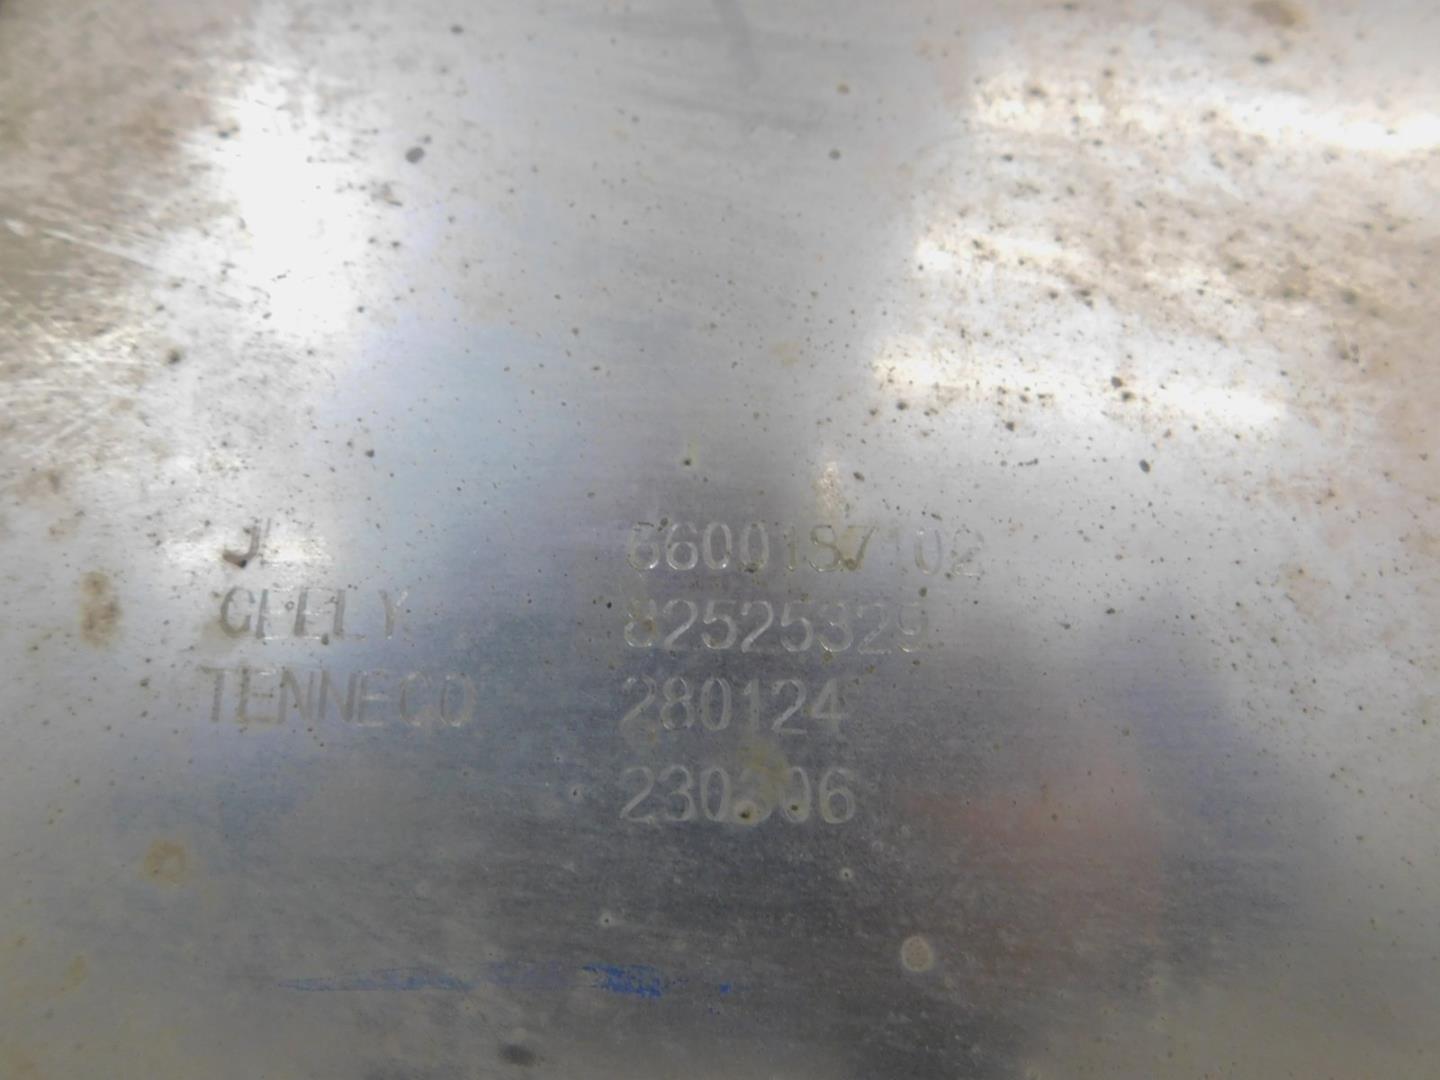 J 6600187102
GEELY 82525329
TENNECO 280124
230306